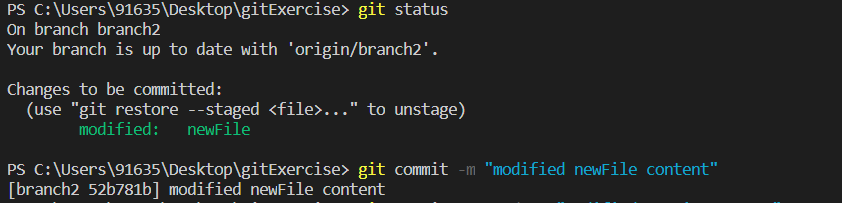 PS C:\Users\91635\Desktop\gitExercise> git status
On branch branch2
Your branch is up to date with 'origin/branch2'.

Changes to be committed:
  (use "git restore --staged <file>..." to unstage)
        modified:   newFile

PS C:\Users\91635\Desktop\gitExercise> git commit -m "modified newFile content"
[branch2 52b781b] modified newFile content